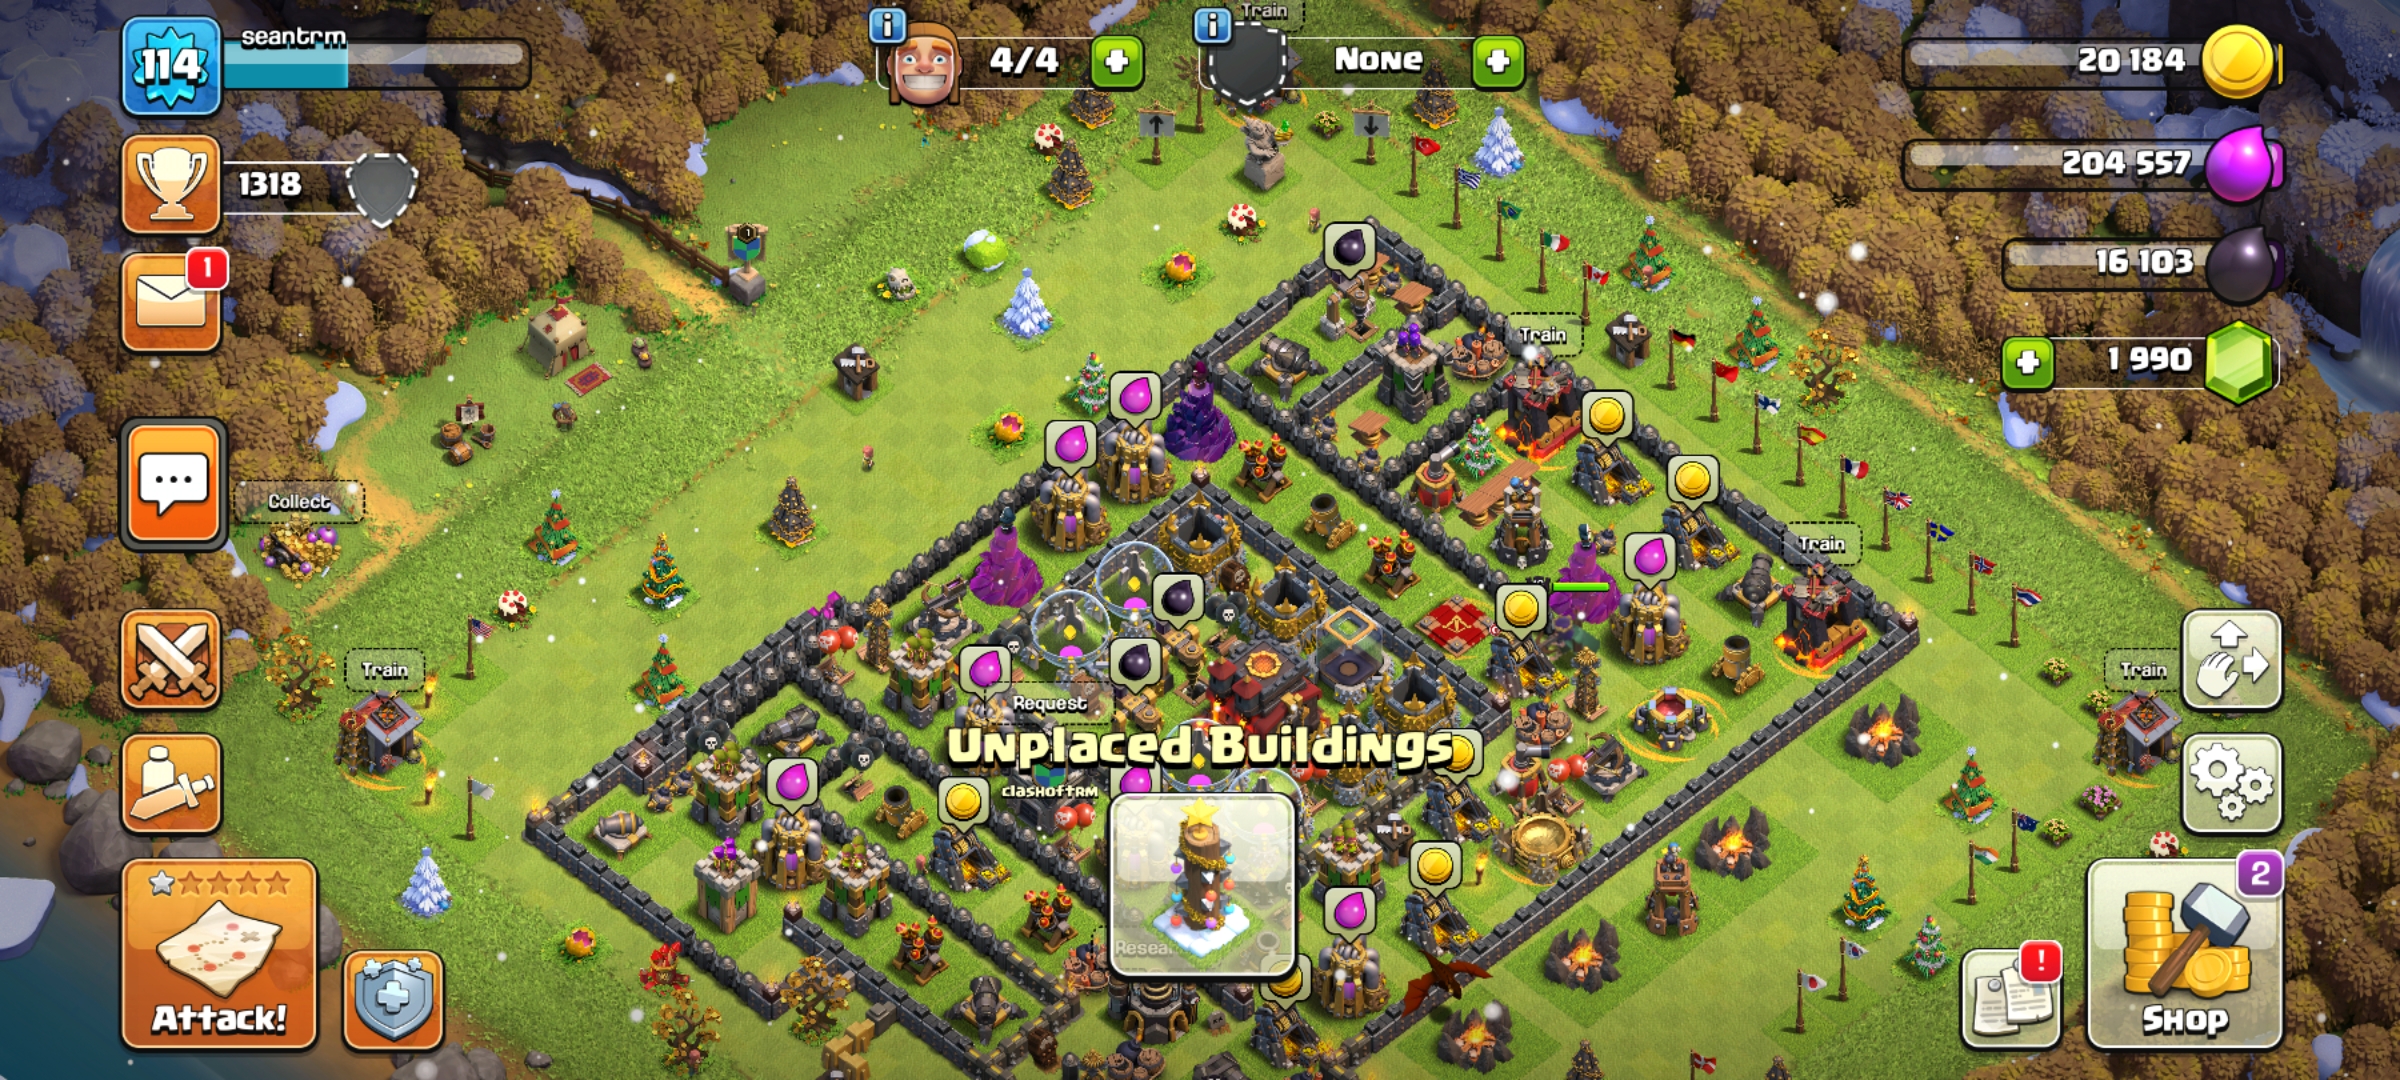 Train
114
seantrm
4/4
None
20 184
1318
204 557
1
16 103
1 990
Train
Collect
Train
Train
Train
Request
Unplaced Buildings
clashoftrm
2
Resear
Attack!
!
Shop